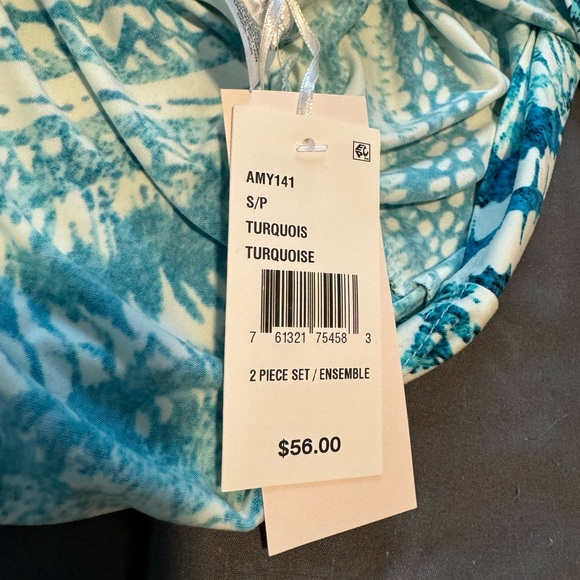 AMY141
S/P
TURQUOIS
TURQUOISE
7 61321 75458 3
2 PIECE SET / ENSEMBLE
$56.00